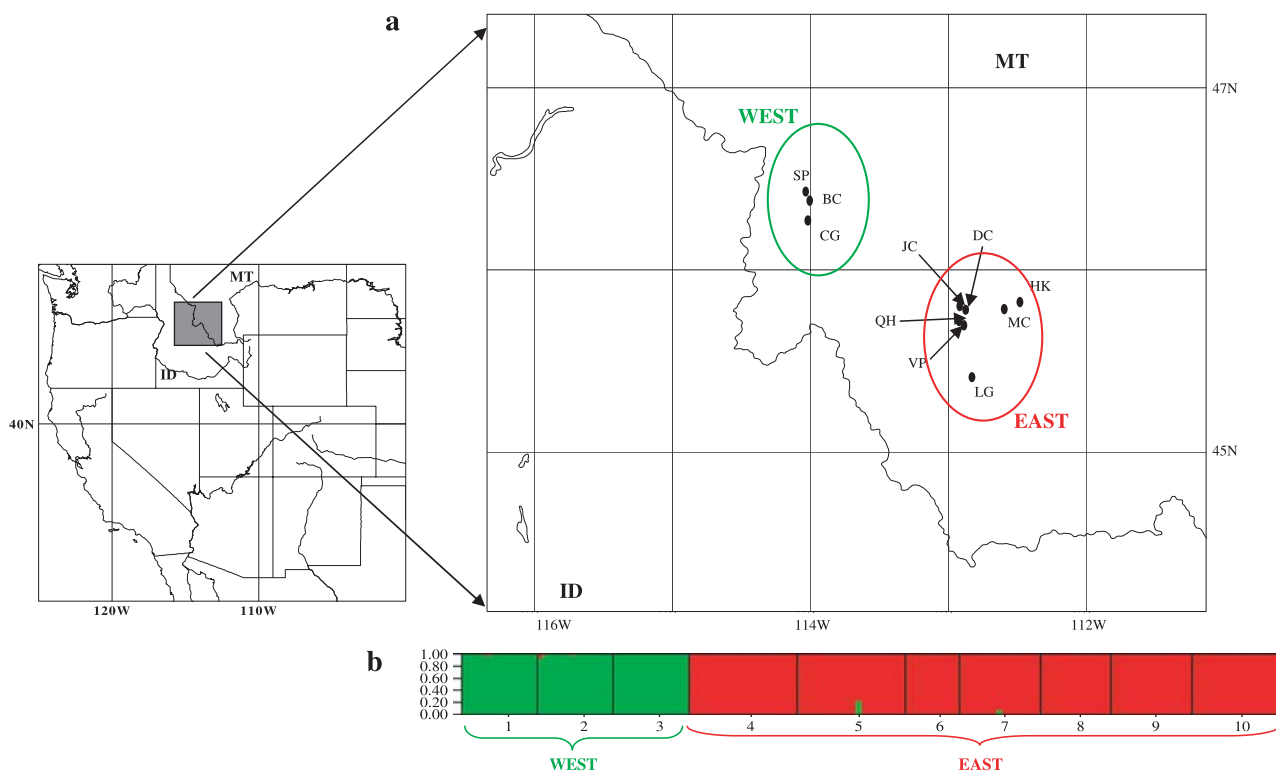 a
MT
47N
WEST
SP
BC
CG
JC
DC
HK
QH
MC
VP
LG
EAST
45N
ID
116W
114W
112W
MT
ID
40N
120W
110W
b
1.00
0.80
0.60
0.40
0.20
0.00
1 2 3 4 5 6 7 8 9 10
WEST EAST